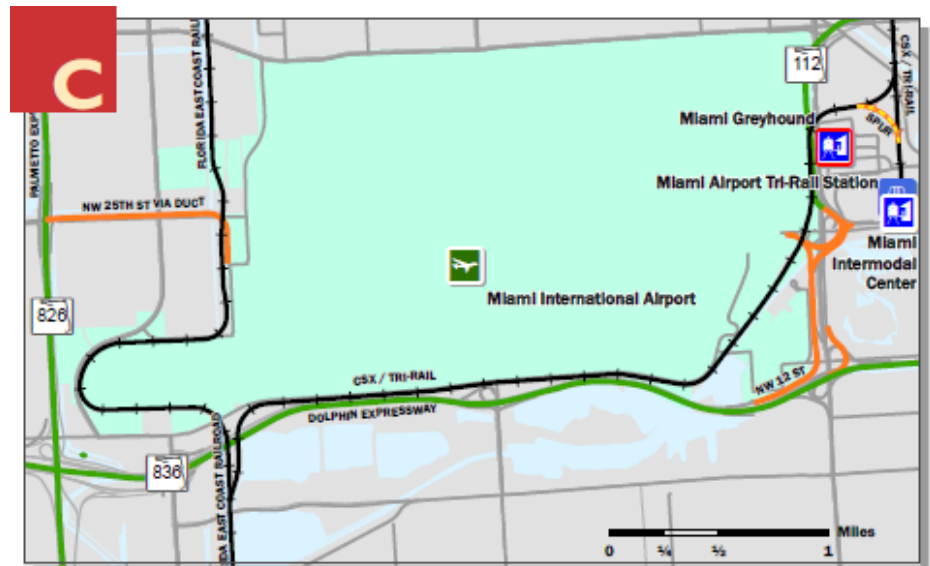 C
112
CSX / TRI-RAIL
FLORIDA EAST COAST RAIL
PALMETTO EXP
SPUR
Miami Greyhound
Miami Airport Tri-Rail Station
NW 25TH ST VIA DUCT
Miami
Intermodal
Center
Miami International Airport
826
CSX / TRI-RAIL
NW 12 ST
DOLPHIN EXPRESSWAY
836
IDA EAST COAST RAILROAD
Miles
0 ¼ ½ 1